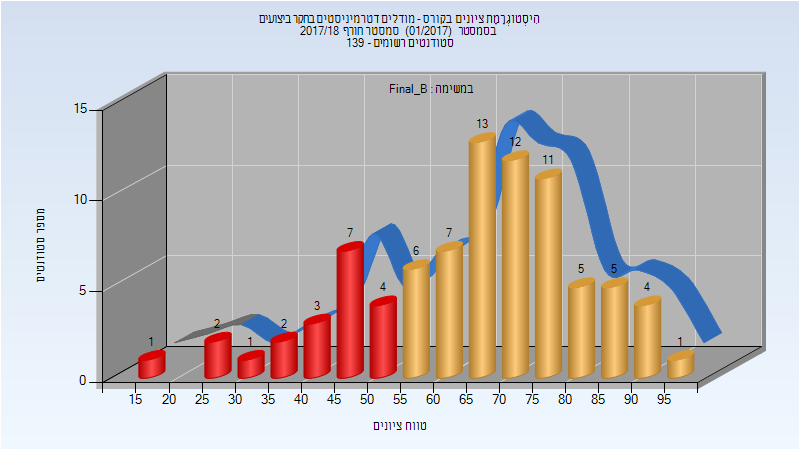 היסטוגרמת ציונים בקורס - מודלים דטרמיניסטים בחקר ביצועים
בסמסטר (01/2017) סמסטר חורף 2017/18
סטודנטים רשומים - 139
במשימה : Final_B
15
10
5
0
מספר סטודנטים
1
2
1
2
3
7
4
6
7
13
12
11
5
5
4
1
15 20 25 30 35 40 45 50 55 60 65 70 75 80 85 90 95
טווח ציונים